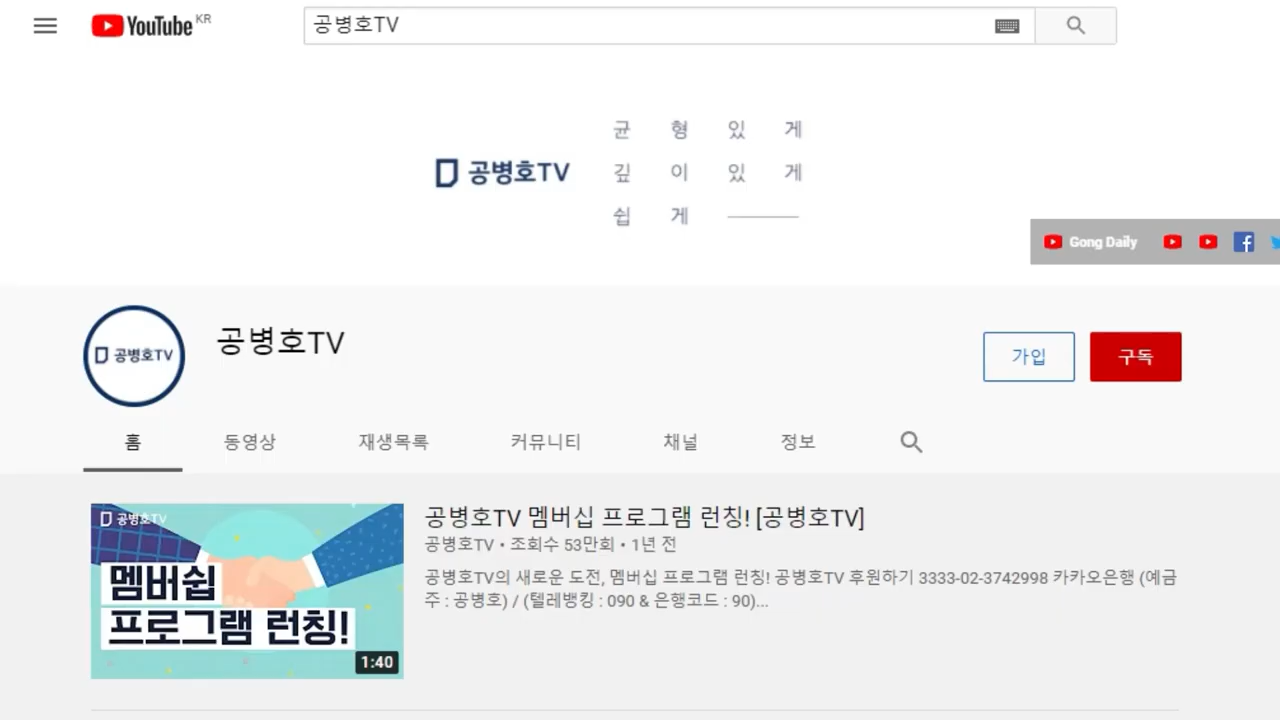 YouTube KR
공병호TV
균 형 있 게
공병호TV
깊 이 있 게
쉽 게
Gong Daily
공병호TV
공병호TV
가입
구독
홈
동영상
재생목록
커뮤니티
채널
정보
공병호TV
멤버쉽
프로그램 런칭!
1:40
공병호TV 멤버십 프로그램 런칭! [공병호TV]
공병호TV • 조회수 53만회 • 1년 전
공병호TV의 새로운 도전, 멤버십 프로그램 런칭! 공병호TV 후원하기 3333-02-3742998 카카오은행 (예금
주 : 공병호) / (텔레뱅킹 : 090 & 은행코드 : 90)...